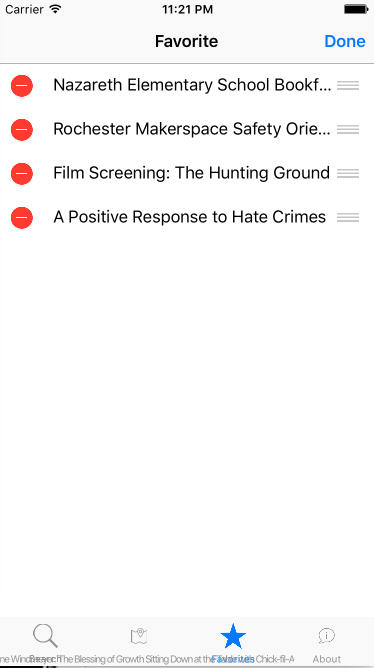 Carrier 11:21 PM
Favorite Done
Nazareth Elementary School Bookf...
Rochester Makerspace Safety Orie...
Film Screening: The Hunting Ground
A Positive Response to Hate Crimes
Search The Blessing of Growth Sitting Down at the Table with Chick-fil-A
Favorites About